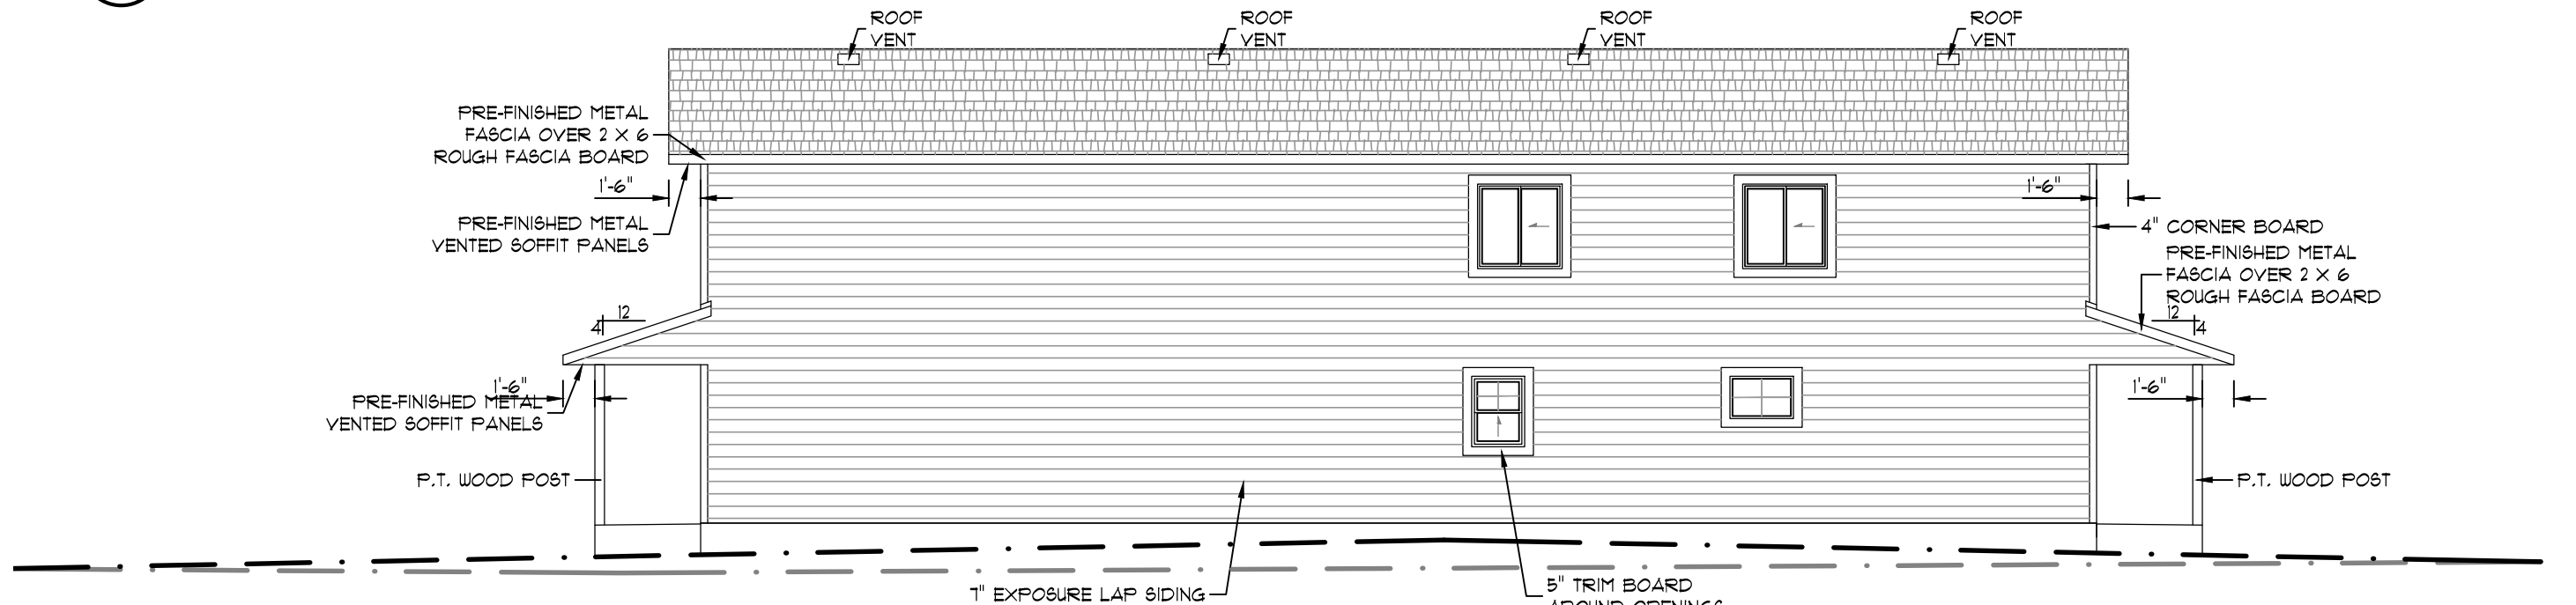 ROOF
VENT
ROOF
VENT
ROOF
VENT
ROOF
VENT
PRE-FINISHED METAL
FASCIA OVER 2 X 6
ROUGH FASCIA BOARD
1'-6"
PRE-FINISHED METAL
VENTED SOFFIT PANELS
1'-6"
4" CORNER BOARD
PRE-FINISHED METAL
FASCIA OVER 2 X 6
ROUGH FASCIA BOARD
12
4
12
4
1'-6"
PRE-FINISHED METAL
VENTED SOFFIT PANELS
1'-6"
P.T. WOOD POST
P.T. WOOD POST
7" EXPOSURE LAP SIDING
5" TRIM BOARD
AROUND OPENINGS